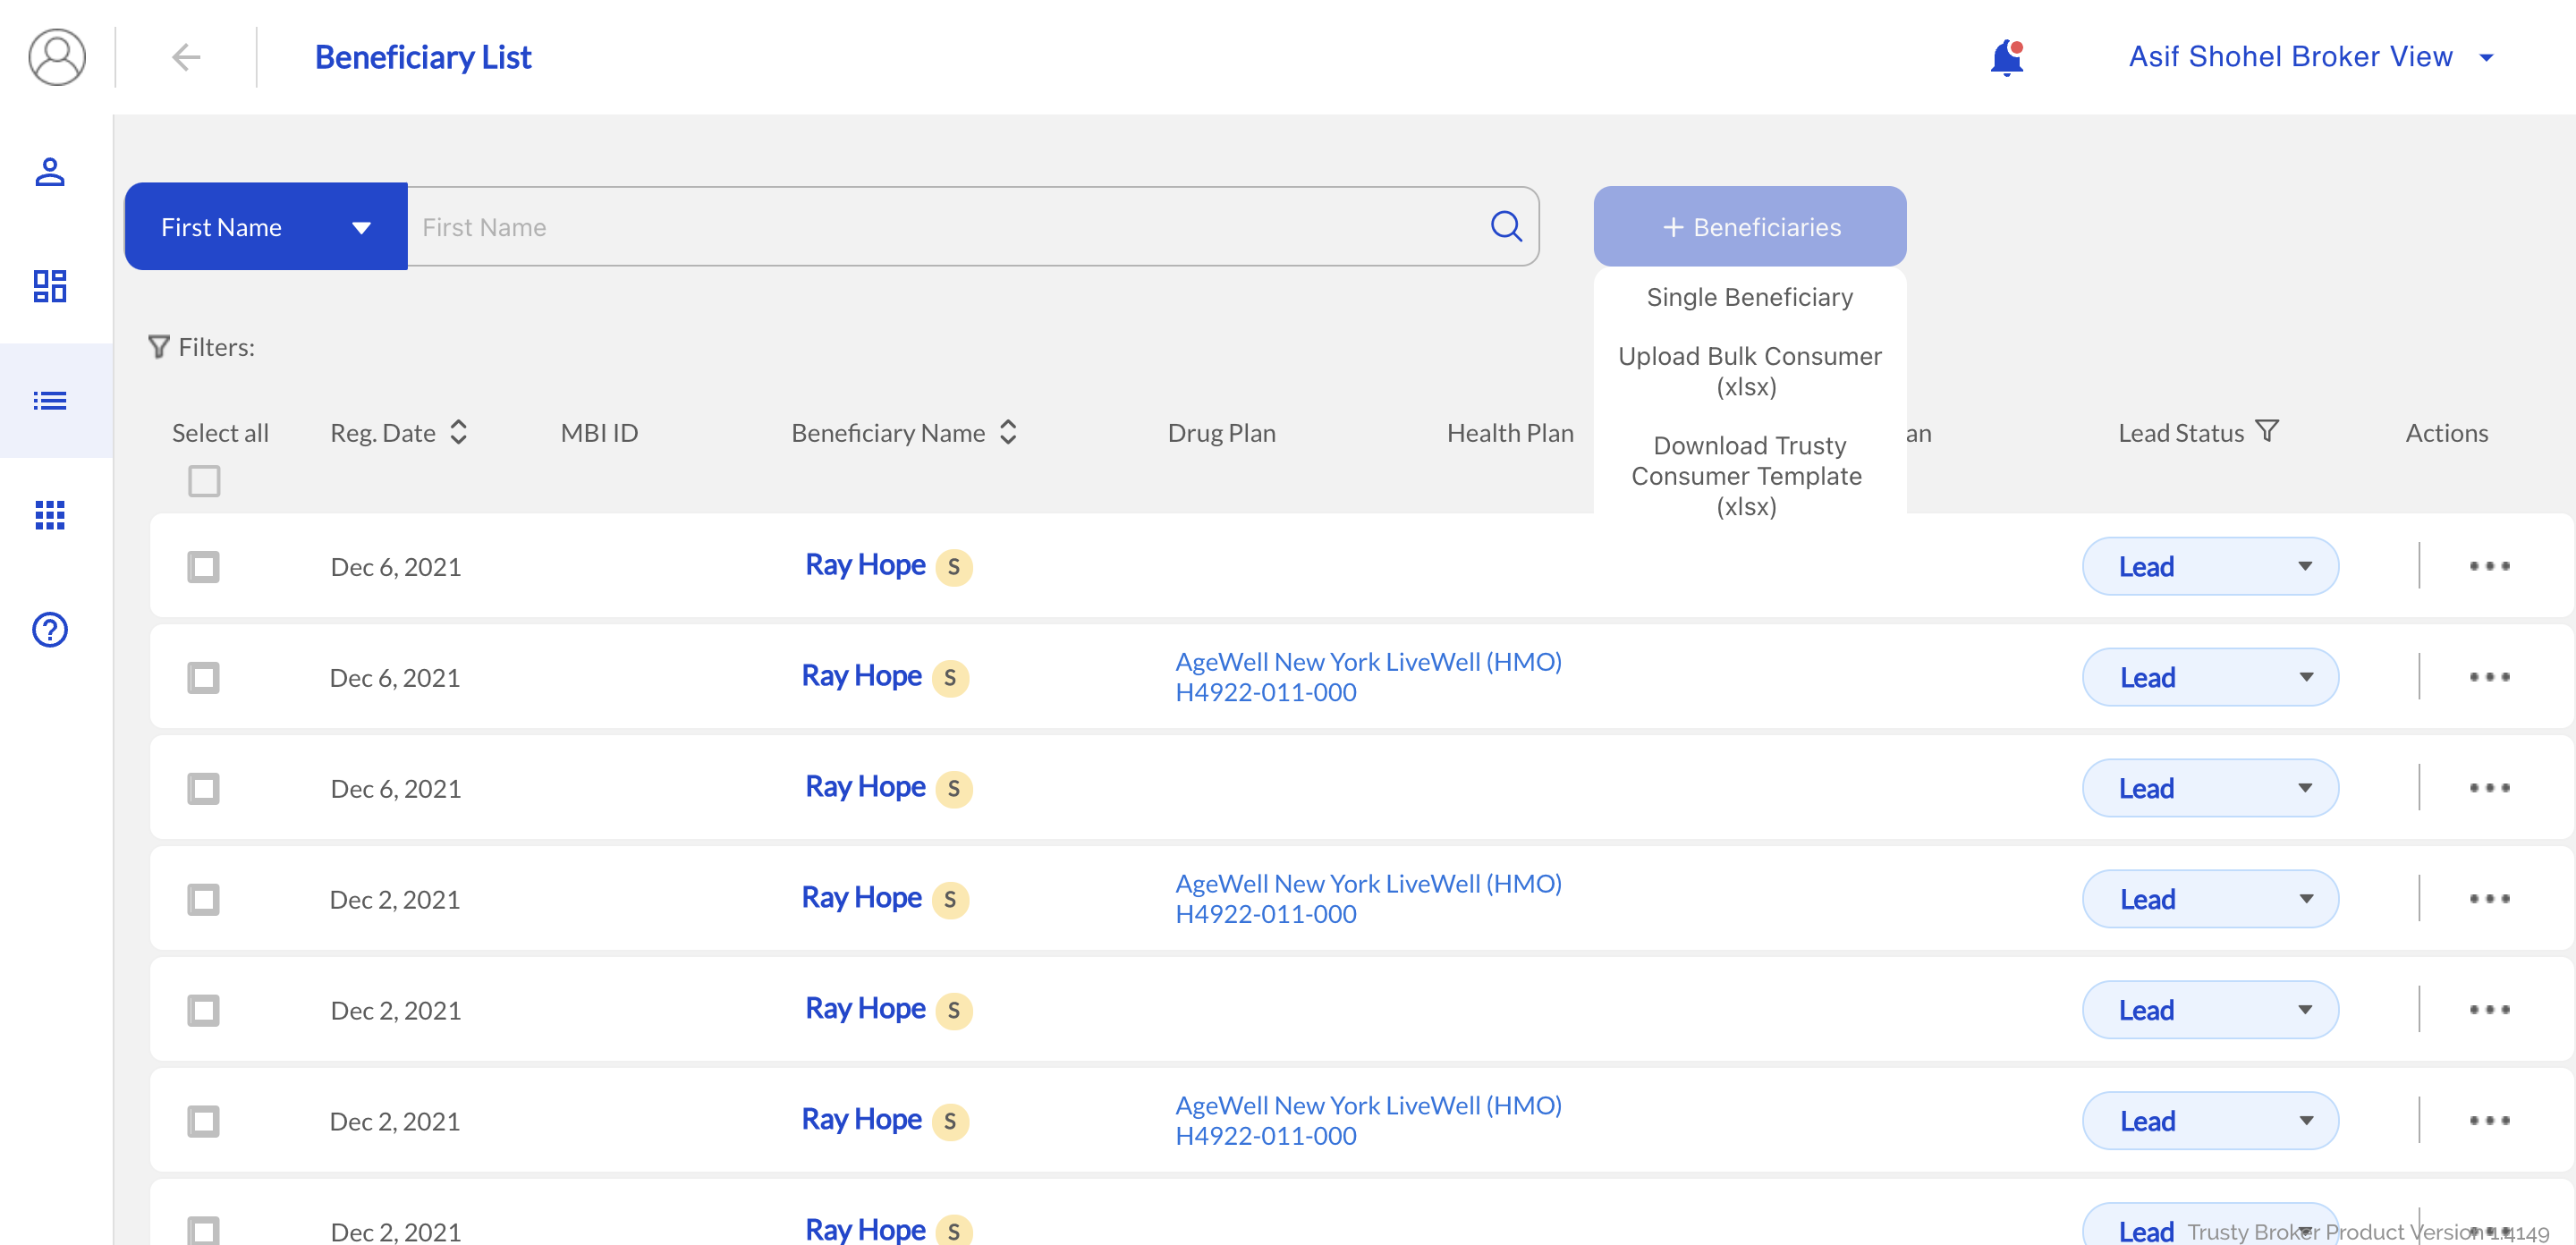 Beneficiary List
Asif Shohel Broker View
First Name
First Name
+ Beneficiaries
Single Beneficiary
Upload Bulk Consumer
(xlsx)
Download Trusty
Consumer Template
(xlsx)
Filters:
Select all
Reg. Date
MBI ID
Beneficiary Name
Drug Plan
Health Plan
an
Lead Status
Actions
Dec 6, 2021
Ray Hope
S
Lead
Dec 6, 2021
Ray Hope
S
AgeWell New York LiveWell (HMO)
H4922-011-000
Lead
Dec 6, 2021
Ray Hope
S
Lead
Dec 2, 2021
Ray Hope
S
AgeWell New York LiveWell (HMO)
H4922-011-000
Lead
Dec 2, 2021
Ray Hope
S
Lead
Dec 2, 2021
Ray Hope
S
AgeWell New York LiveWell (HMO)
H4922-011-000
Lead
Dec 2, 2021
Ray Hope
S
Lead
Trusty Broker Product Version 1.4149